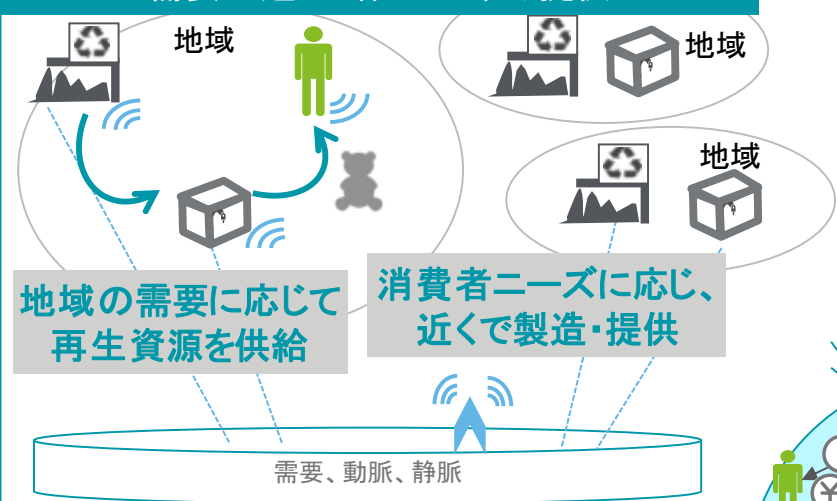 地域
地域
地域
地域の需要に応じて
再生資源を供給
消費者ニーズに応じ、
近くで製造・提供
需要、動脈、静脈